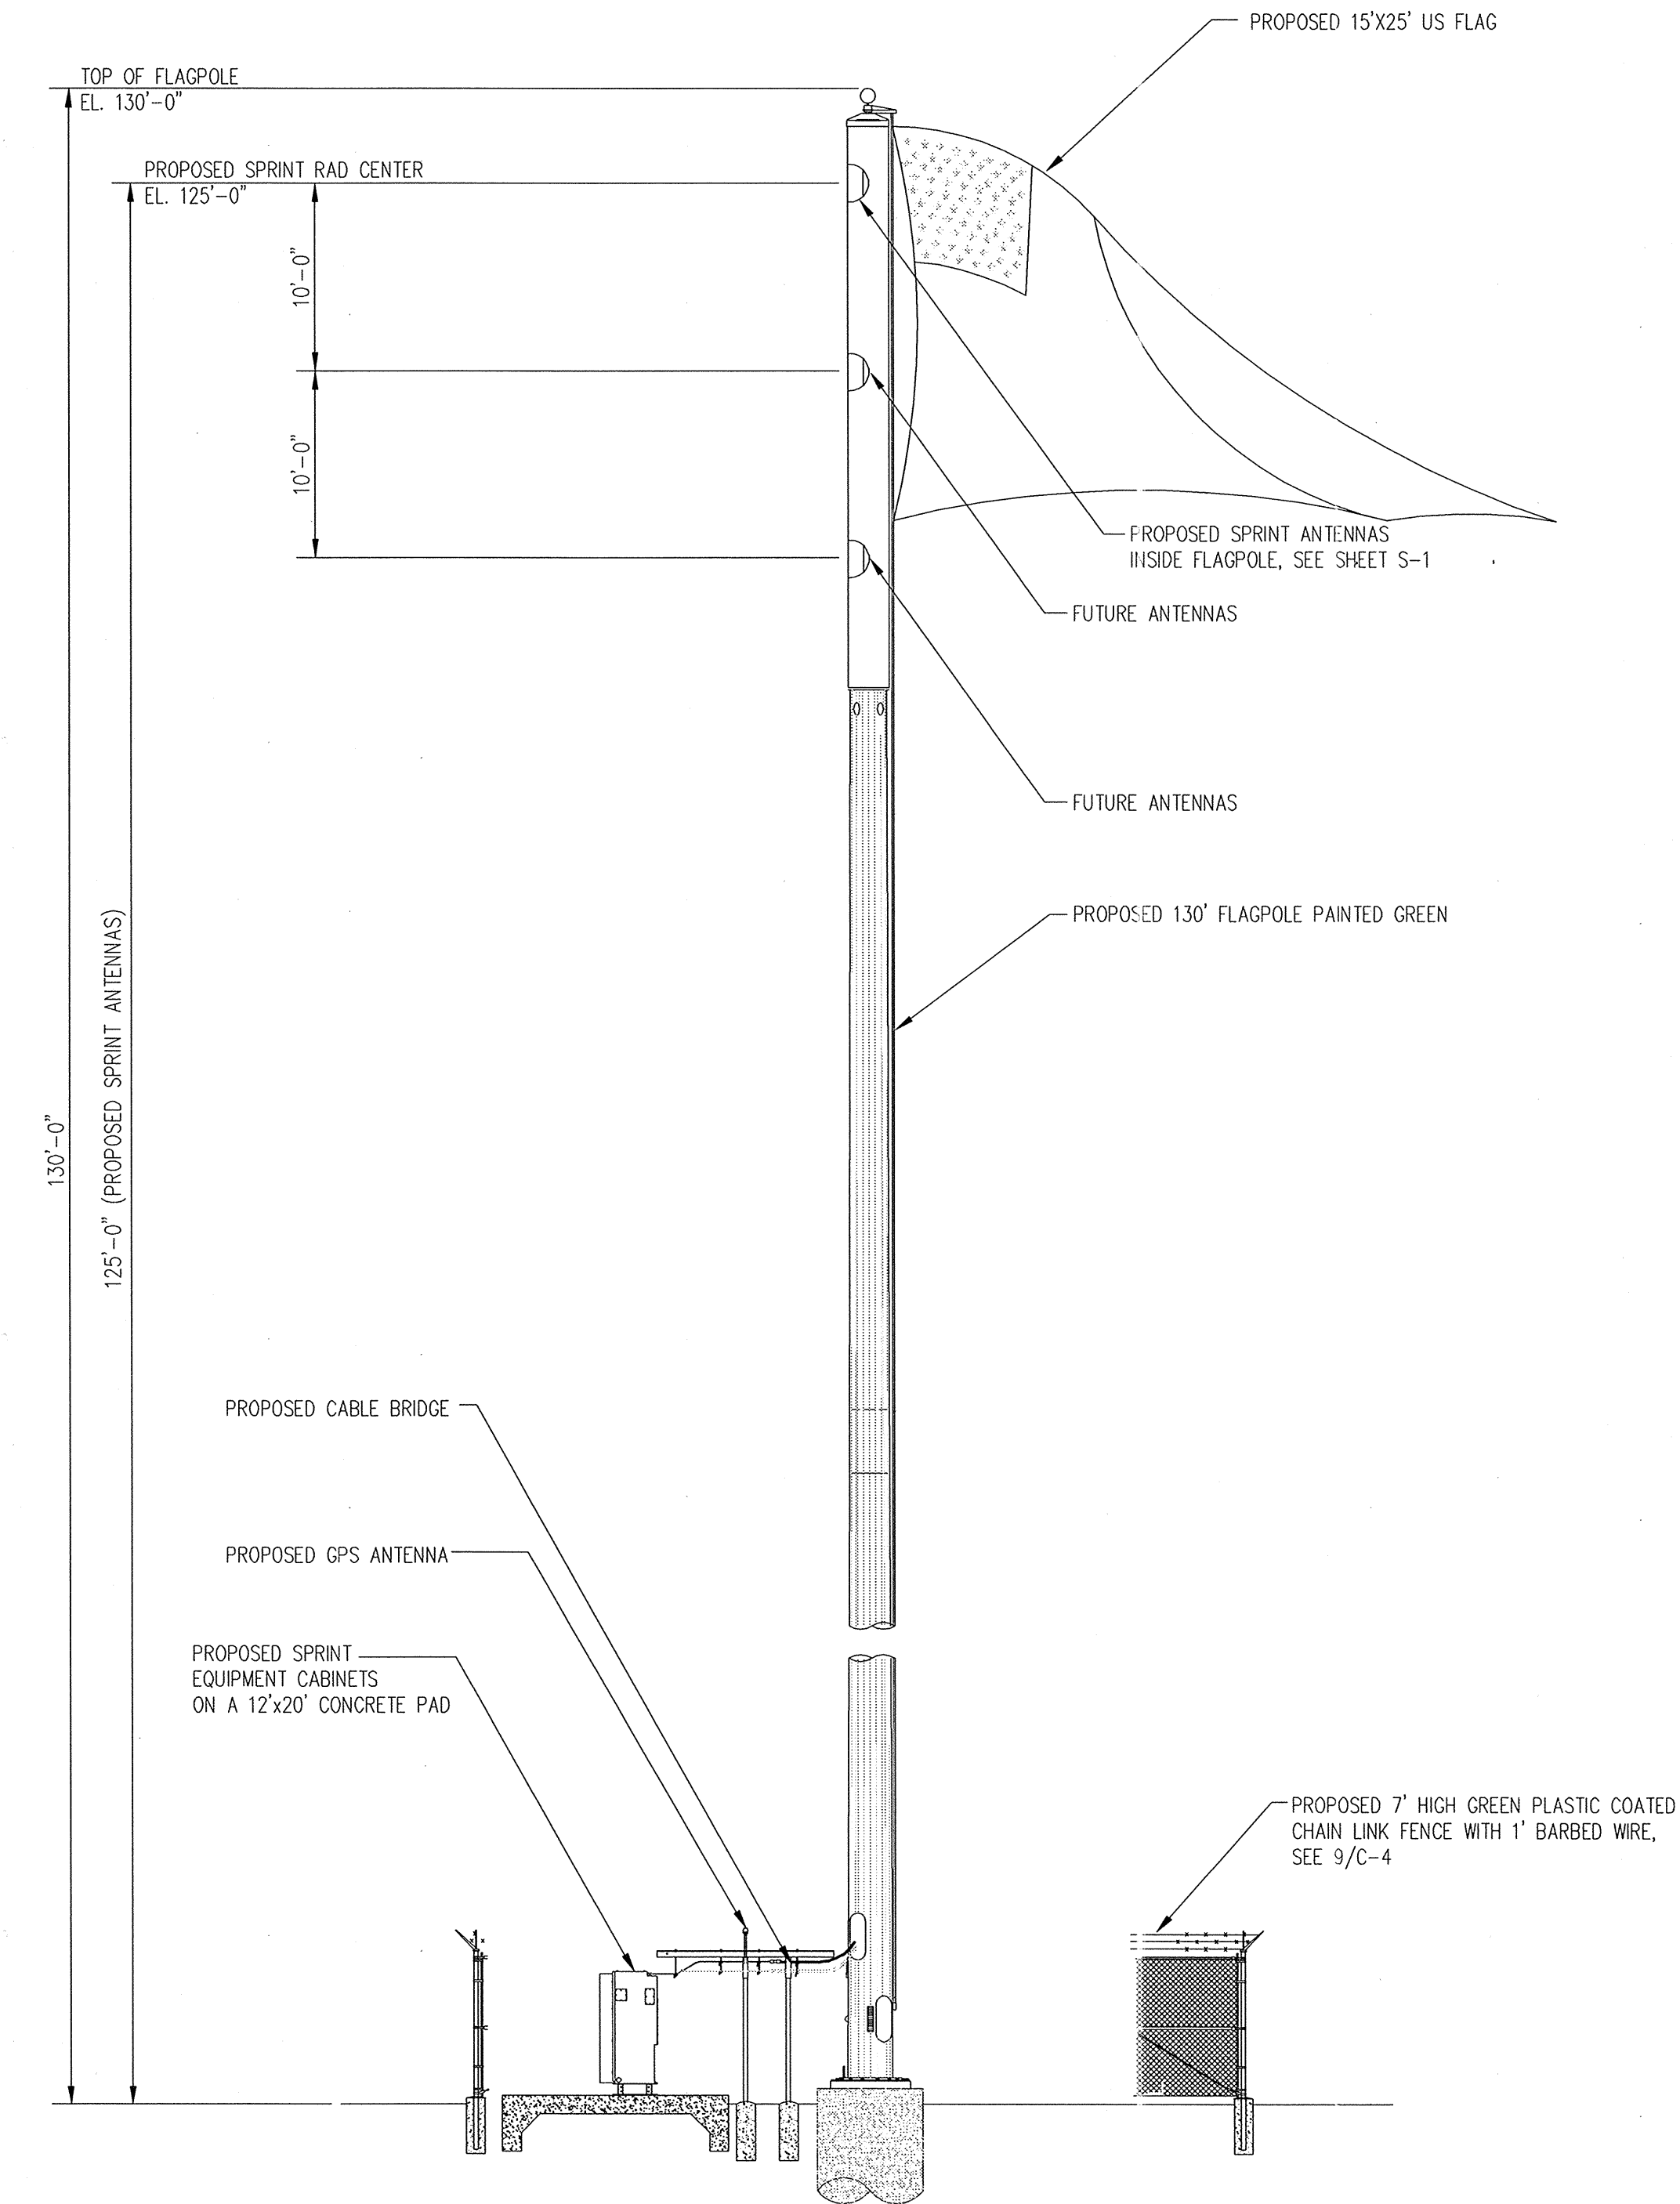 PROPOSED 15'X25' US FLAG
TOP OF FLAGPOLE
EL. 130'-0"
PROPOSED SPRINT RAD CENTER
EL. 125'-0"
10'-0"
10'-0"
PROPOSED SPRINT ANTENNAS
INSIDE FLAGPOLE, SEE SHEET S-1
FUTURE ANTENNAS
FUTURE ANTENNAS
PROPOSED 130' FLAGPOLE PAINTED GREEN
130'-0"
125'-0" (PROPOSED SPRINT ANTENNAS)
PROPOSED CABLE BRIDGE
PROPOSED GPS ANTENNA
PROPOSED SPRINT
EQUIPMENT CABINETS
ON A 12'x20' CONCRETE PAD
PROPOSED 7' HIGH GREEN PLASTIC COATED
CHAIN LINK FENCE WITH 1' BARBED WIRE,
SEE 9/C-4